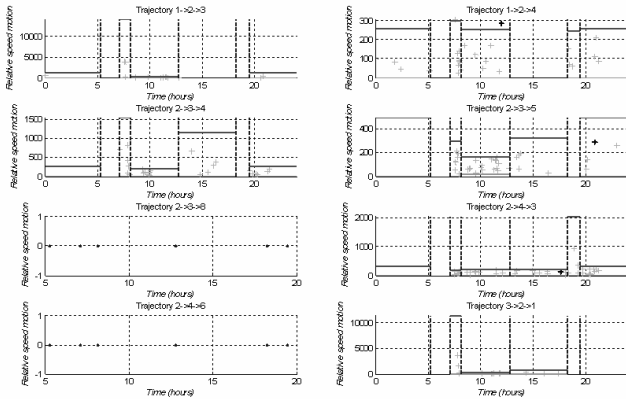 Trajectory 1->2->3
Relative speed motion
10000
5000
0
0 5 10 15 20
Time (hours)
Trajectory 1->2->4
Relative speed motion
300
200
100
0
0 5 10 15 20
Time (hours)
Trajectory 2->3->4
Relative speed motion
1500
1000
500
0
0 5 10 15 20
Time (hours)
Trajectory 2->3->5
Relative speed motion
400
200
0
0 5 10 15 20
Time (hours)
Trajectory 2->3->6
Relative speed motion
1
0
-1
5 10 15 20
Time (hours)
Trajectory 2->4->3
Relative speed motion
2000
1000
0
0 5 10 15 20
Time (hours)
Trajectory 2->4->6
Relative speed motion
1
0
-1
5 10 15 20
Time (hours)
Trajectory 3->2->1
Relative speed motion
10000
5000
0
0 5 10 15 20
Time (hours)